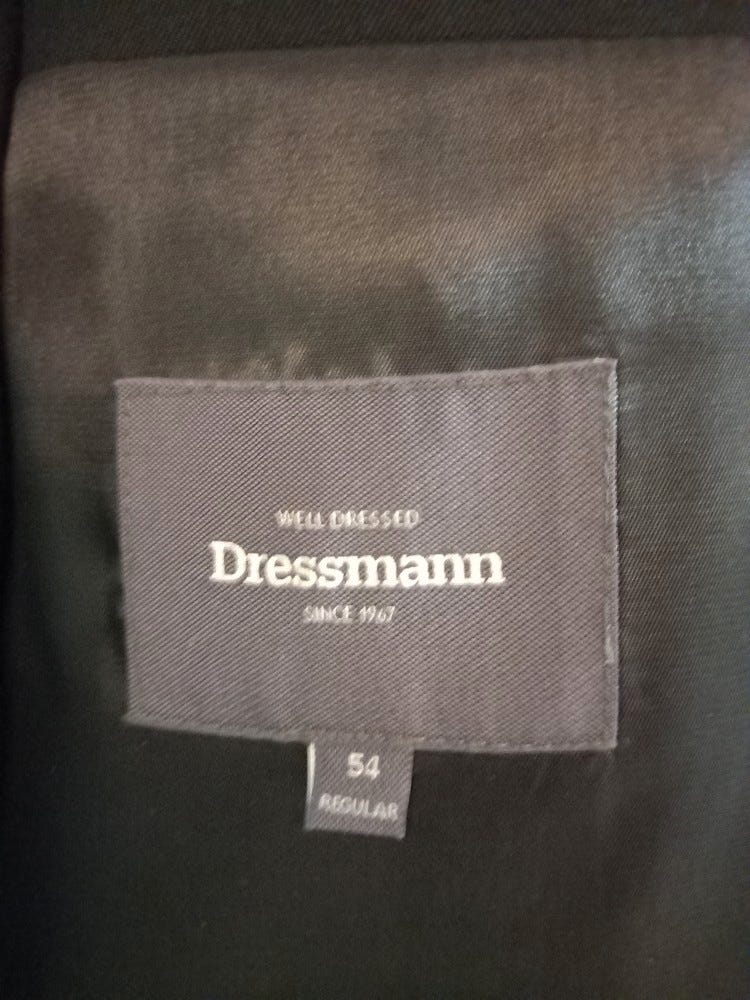 WELL DRESSED
Dressmann
SINCE 1967
54
REGULAR